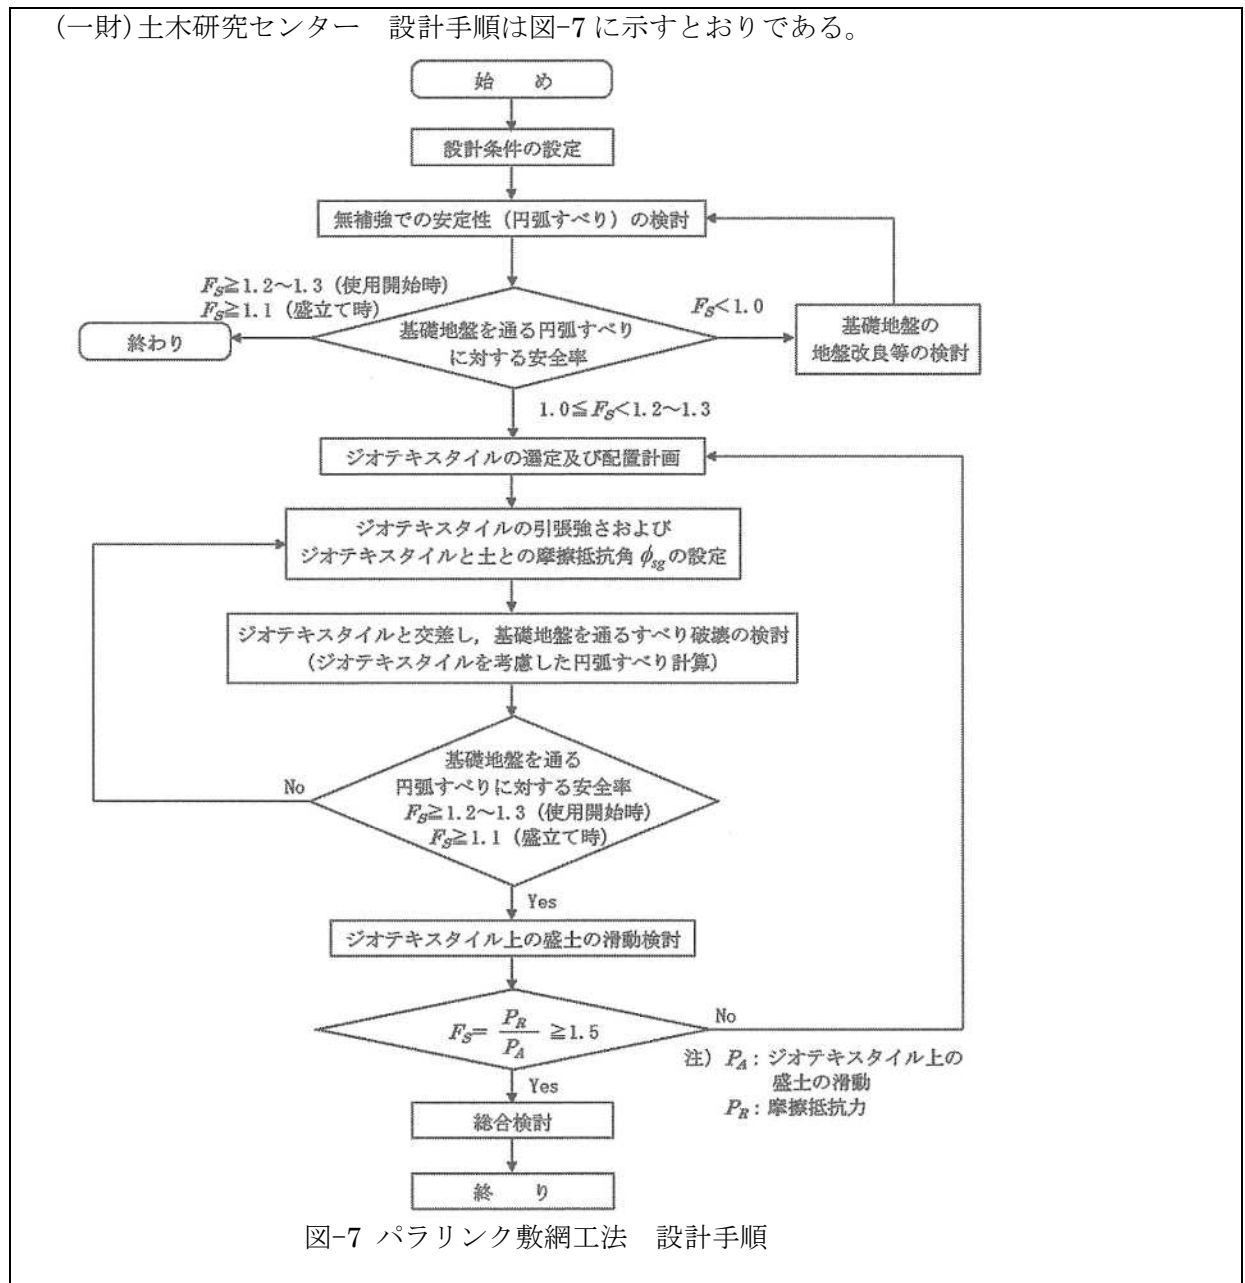 (一財)土木研究センター　設計手順は図-7 に示すとおりである。
始　め
設計条件の設定
無補強での安定性（円弧すべり）の検討
F_S≧1.2～1.3（使用開始時）
F_S≧1.1（盛立て時）
終わり
基礎地盤を通る円弧すべり
に対する安全率
F_S<1.0
基礎地盤の
地盤改良等の検討
1.0≦F_S<1.2～1.3
ジオテキスタイルの選定及び配置計画
ジオテキスタイルの引張強さおよび
ジオテキスタイルと土との摩擦抵抗角 ϕ_sg の設定
ジオテキスタイルと交差し，基礎地盤を通るすべり破壊の検討
（ジオテキスタイルを考慮した円弧すべり計算）
基礎地盤を通る
円弧すべりに対する安全率
F_S≧1.2～1.3（使用開始時）
F_S≧1.1（盛立て時）
No
Yes
ジオテキスタイル上の盛土の滑動検討
F_S= P_R / P_A ≧1.5
No
Yes
注）P_A：ジオテキスタイル上の
盛土の滑動
P_R：摩擦抵抗力
総合検討
終　り
図-7 パラリンク敷網工法　設計手順